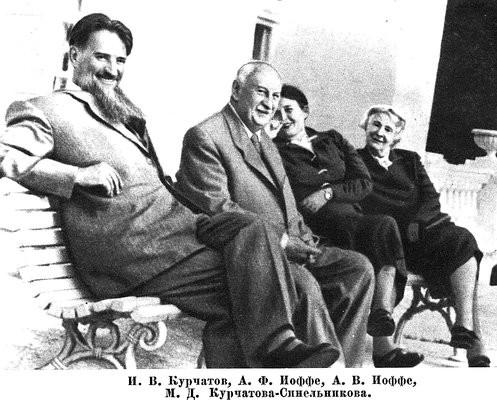 И. В. Курчатов, А. Ф. Иоффе, А. В. Иоффе,
М. Д. Курчатова-Синельникова.